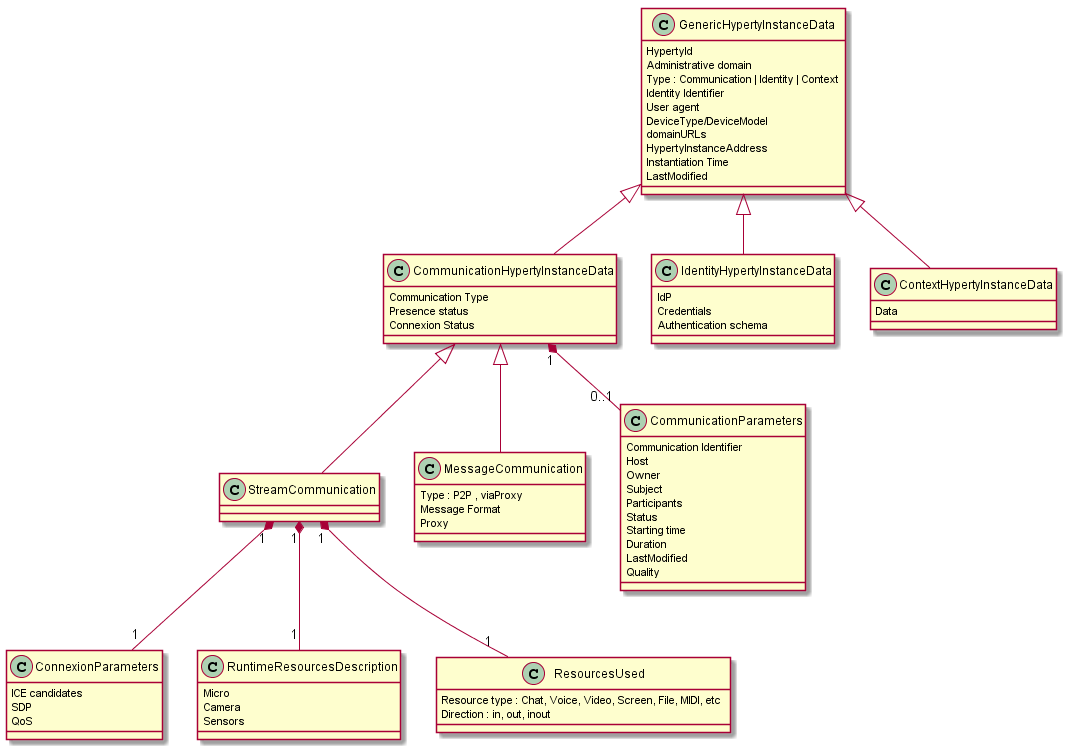 C GenericHypertyInstanceData
HypertyId
Administrative domain
Type : Communication | Identity | Context
Identity Identifier
User agent
DeviceType/DeviceModel
domainURLs
HypertyInstanceAddress
Instantiation Time
LastModified
C CommunicationHypertyInstanceData
Communication Type
Presence status
Connexion Status
C IdentityHypertyInstanceData
IdP
Credentials
Authentication schema
C ContextHypertyInstanceData
Data
1
0..1
C CommunicationParameters
Communication Identifier
Host
Owner
Subject
Participants
Status
Starting time
Duration
LastModified
Quality
C MessageCommunication
Type : P2P , viaProxy
Message Format
Proxy
C StreamCommunication
1
1
1
1
1
1
C ConnexionParameters
ICE candidates
SDP
QoS
C RuntimeResourcesDescription
Micro
Camera
Sensors
C ResourcesUsed
Resource type : Chat, Voice, Video, Screen, File, MIDI, etc
Direction : in, out, inout